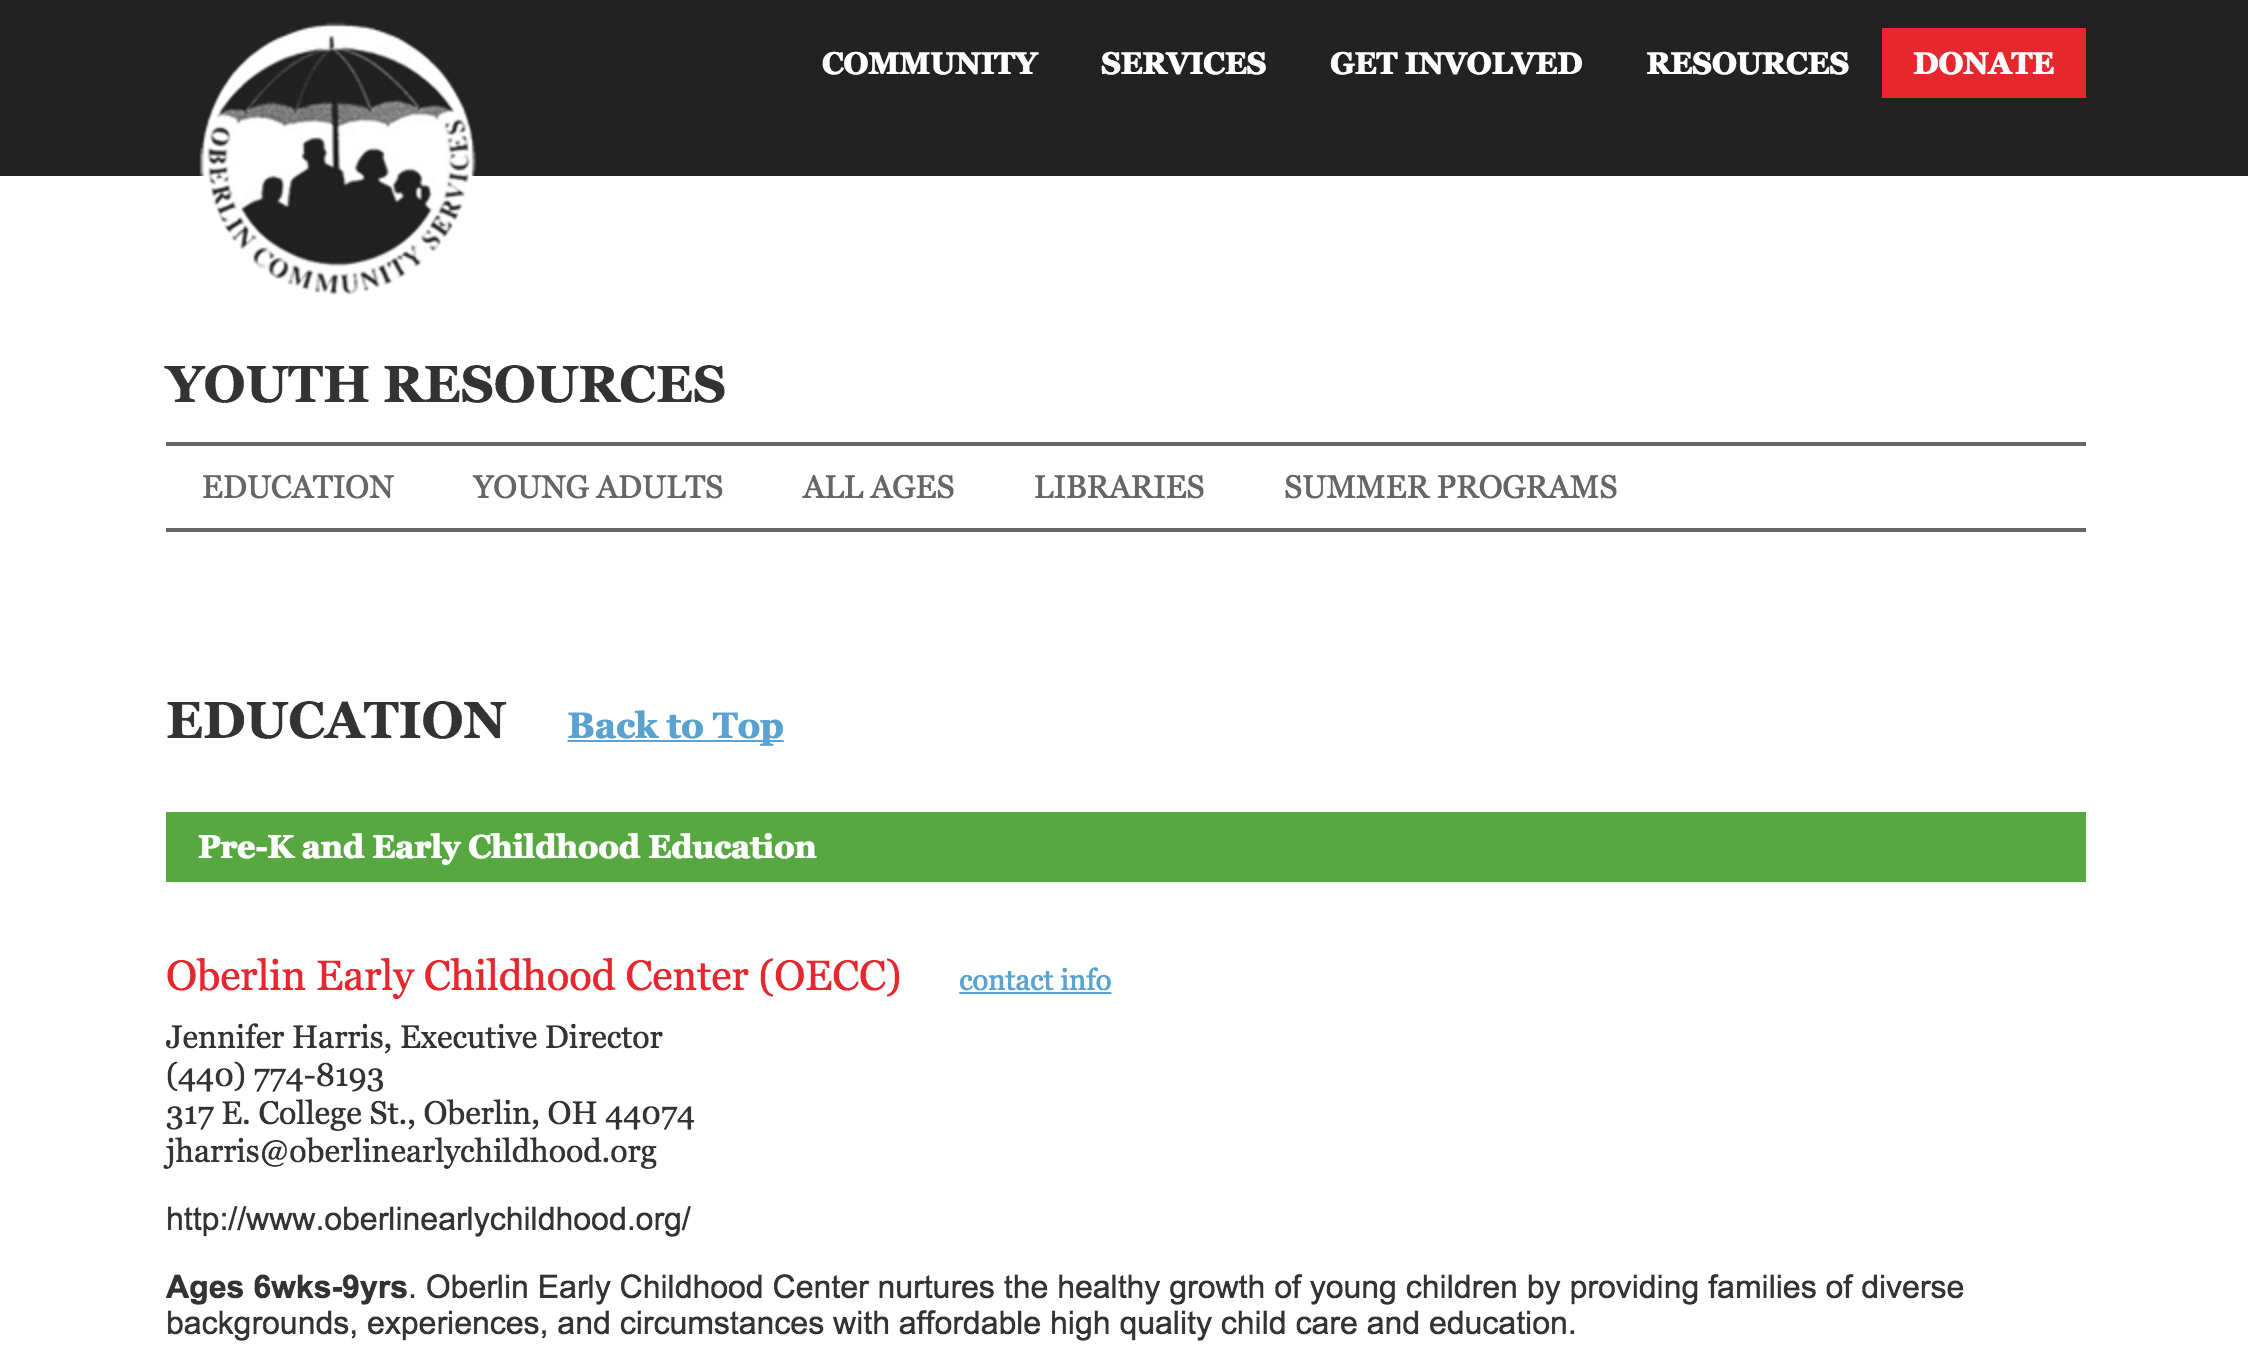 OBERLIN COMMUNITY SERVICES
COMMUNITY SERVICES GET INVOLVED RESOURCES DONATE
YOUTH RESOURCES
EDUCATION YOUNG ADULTS ALL AGES LIBRARIES SUMMER PROGRAMS
EDUCATION Back to Top
Pre-K and Early Childhood Education
Oberlin Early Childhood Center (OECC) contact info
Jennifer Harris, Executive Director
(440) 774-8193
317 E. College St., Oberlin, OH 44074
jharris@oberlinearlychildhood.org
http://www.oberlinearlychildhood.org/
Ages 6wks-9yrs. Oberlin Early Childhood Center nurtures the healthy growth of young children by providing families of diverse
backgrounds, experiences, and circumstances with affordable high quality child care and education.